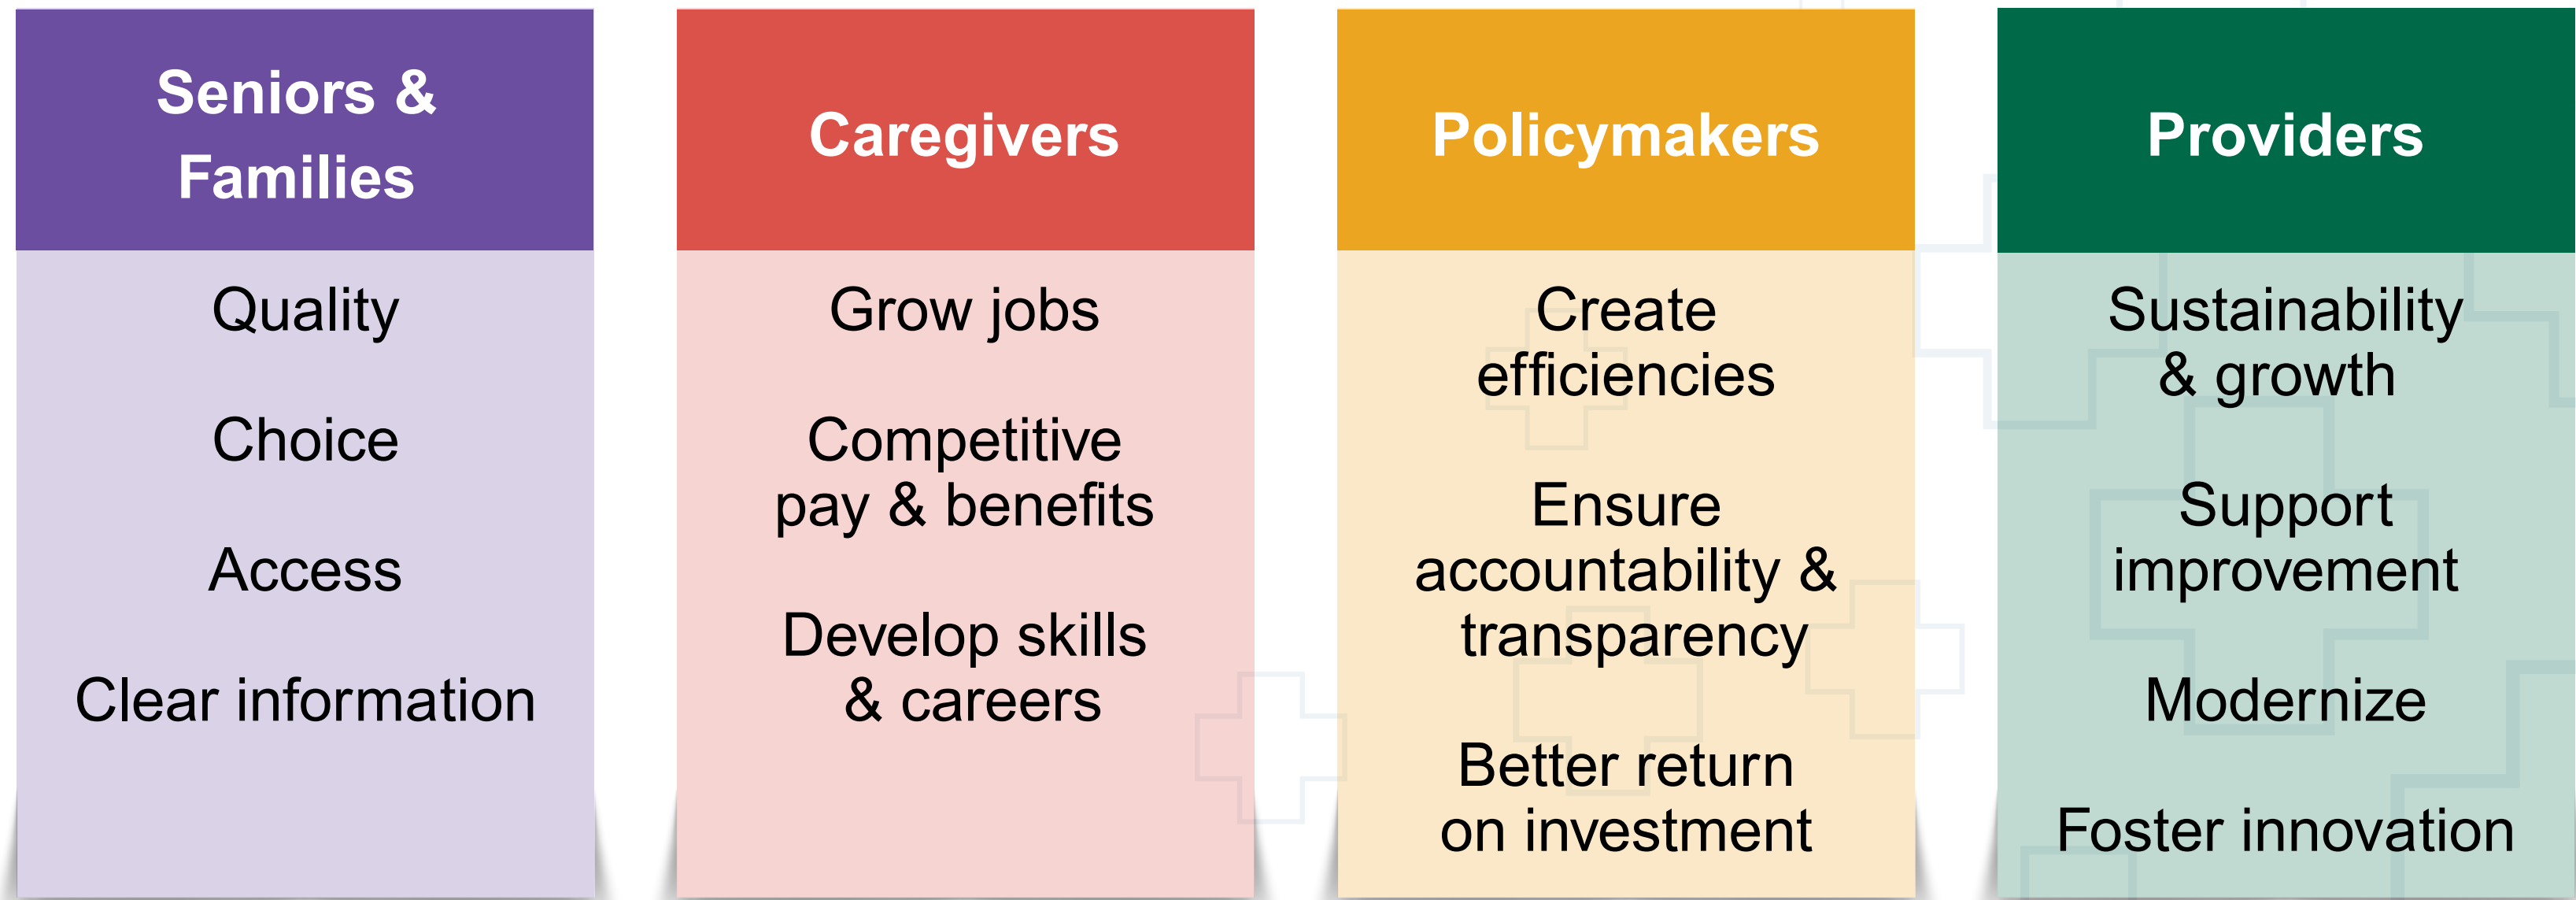 Seniors &
Families
Quality
Choice
Access
Clear information
Caregivers
Grow jobs
Competitive
pay & benefits
Develop skills
& careers
Policymakers
Create
efficiencies
Ensure
accountability &
transparency
Better return
on investment
Providers
Sustainability
& growth
Support
improvement
Modernize
Foster innovation